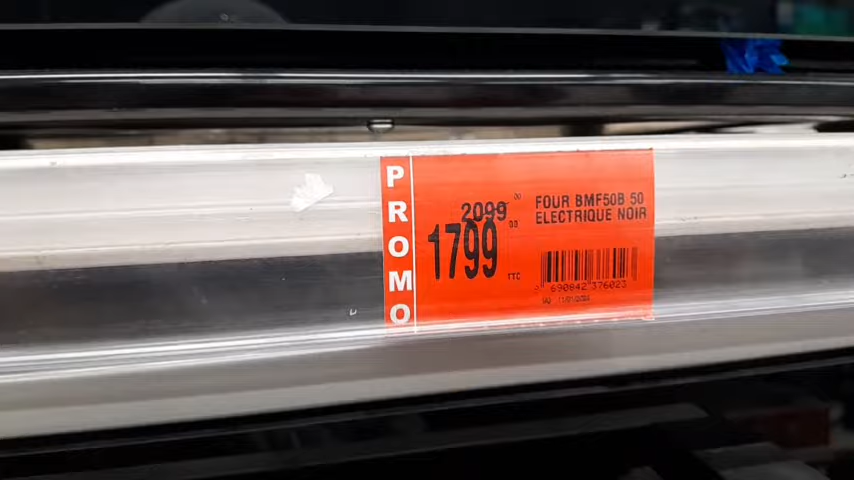 PROMO
2099 00
1799 00
TTC
FOUR BMF50B 50
ELECTRIQUE NOIR
690842 376023